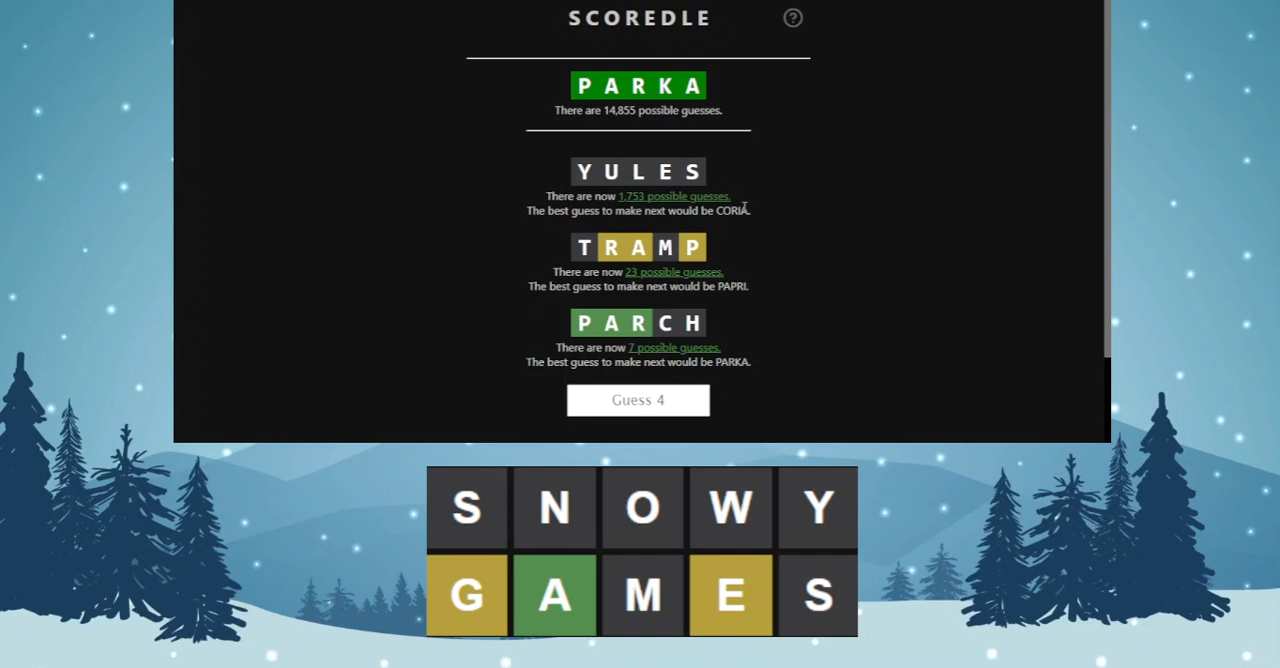 SCOREDLE ?
PARKA
There are 14,855 possible guesses.
YULES
There are now 1,753 possible guesses.
The best guess to make next would be CORIA.
TRAMP
There are now 23 possible guesses.
The best guess to make next would be PAPRI.
PARCH
There are now 7 possible guesses.
The best guess to make next would be PARKA.
Guess 4
SNOWY
GAMES